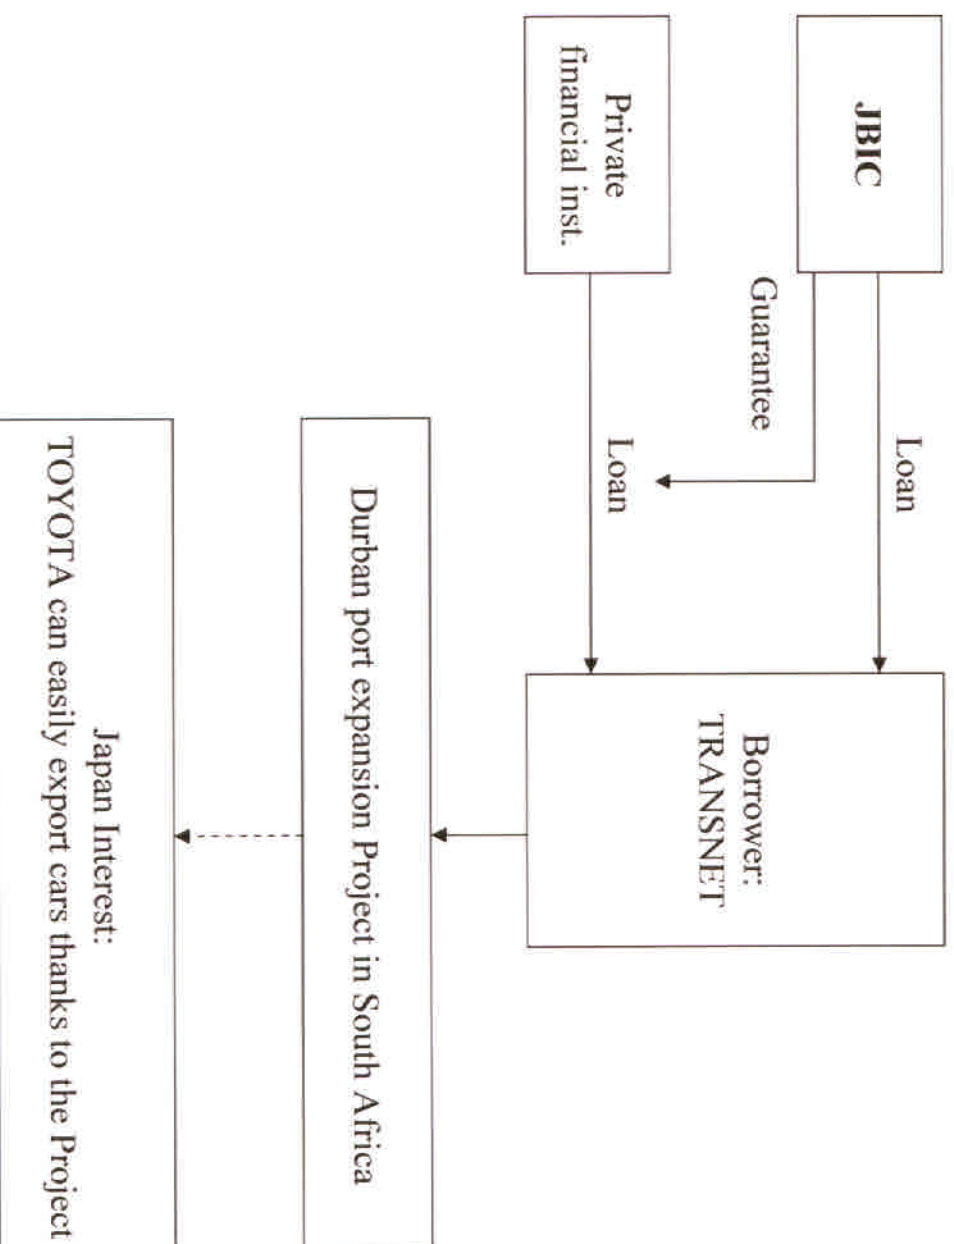 JBIC
Loan
Guarantee
Private
financial inst.
Loan
Borrower:
TRANSNET
Durban port expansion Project in South Africa
Japan Interest:
TOYOTA can easily export cars thanks to the Project